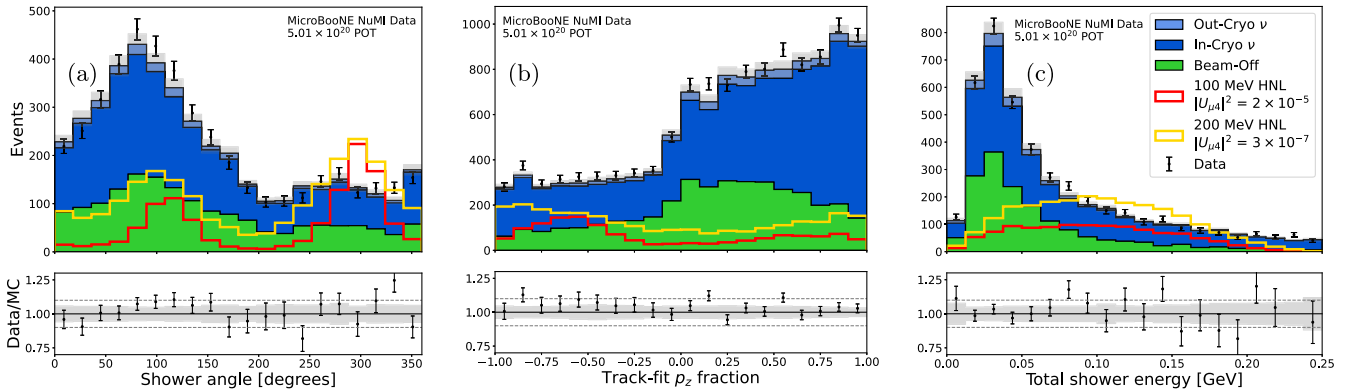 MicroBooNE NuMI Data
5.01 × 10²⁰ POT
(a)
Events
500
400
300
200
100
0
Data/MC
1.25
1.00
0.75
0 50 100 150 200 250 300 350
Shower angle [degrees]
MicroBooNE NuMI Data
5.01 × 10²⁰ POT
(b)
1000
800
600
400
200
0
1.25
1.00
0.75
−1.00 −0.75 −0.50 −0.25 0.00 0.25 0.50 0.75 1.00
Track-fit p_z fraction
MicroBooNE NuMI Data
5.01 × 10²⁰ POT
(c)
Out-Cryo ν
In-Cryo ν
Beam-Off
100 MeV HNL
|U_μ4|² = 2 × 10⁻⁵
200 MeV HNL
|U_μ4|² = 3 × 10⁻⁷
Data
800
700
600
500
400
300
200
100
0
1.25
1.00
0.75
0.00 0.05 0.10 0.15 0.20 0.25
Total shower energy [GeV]